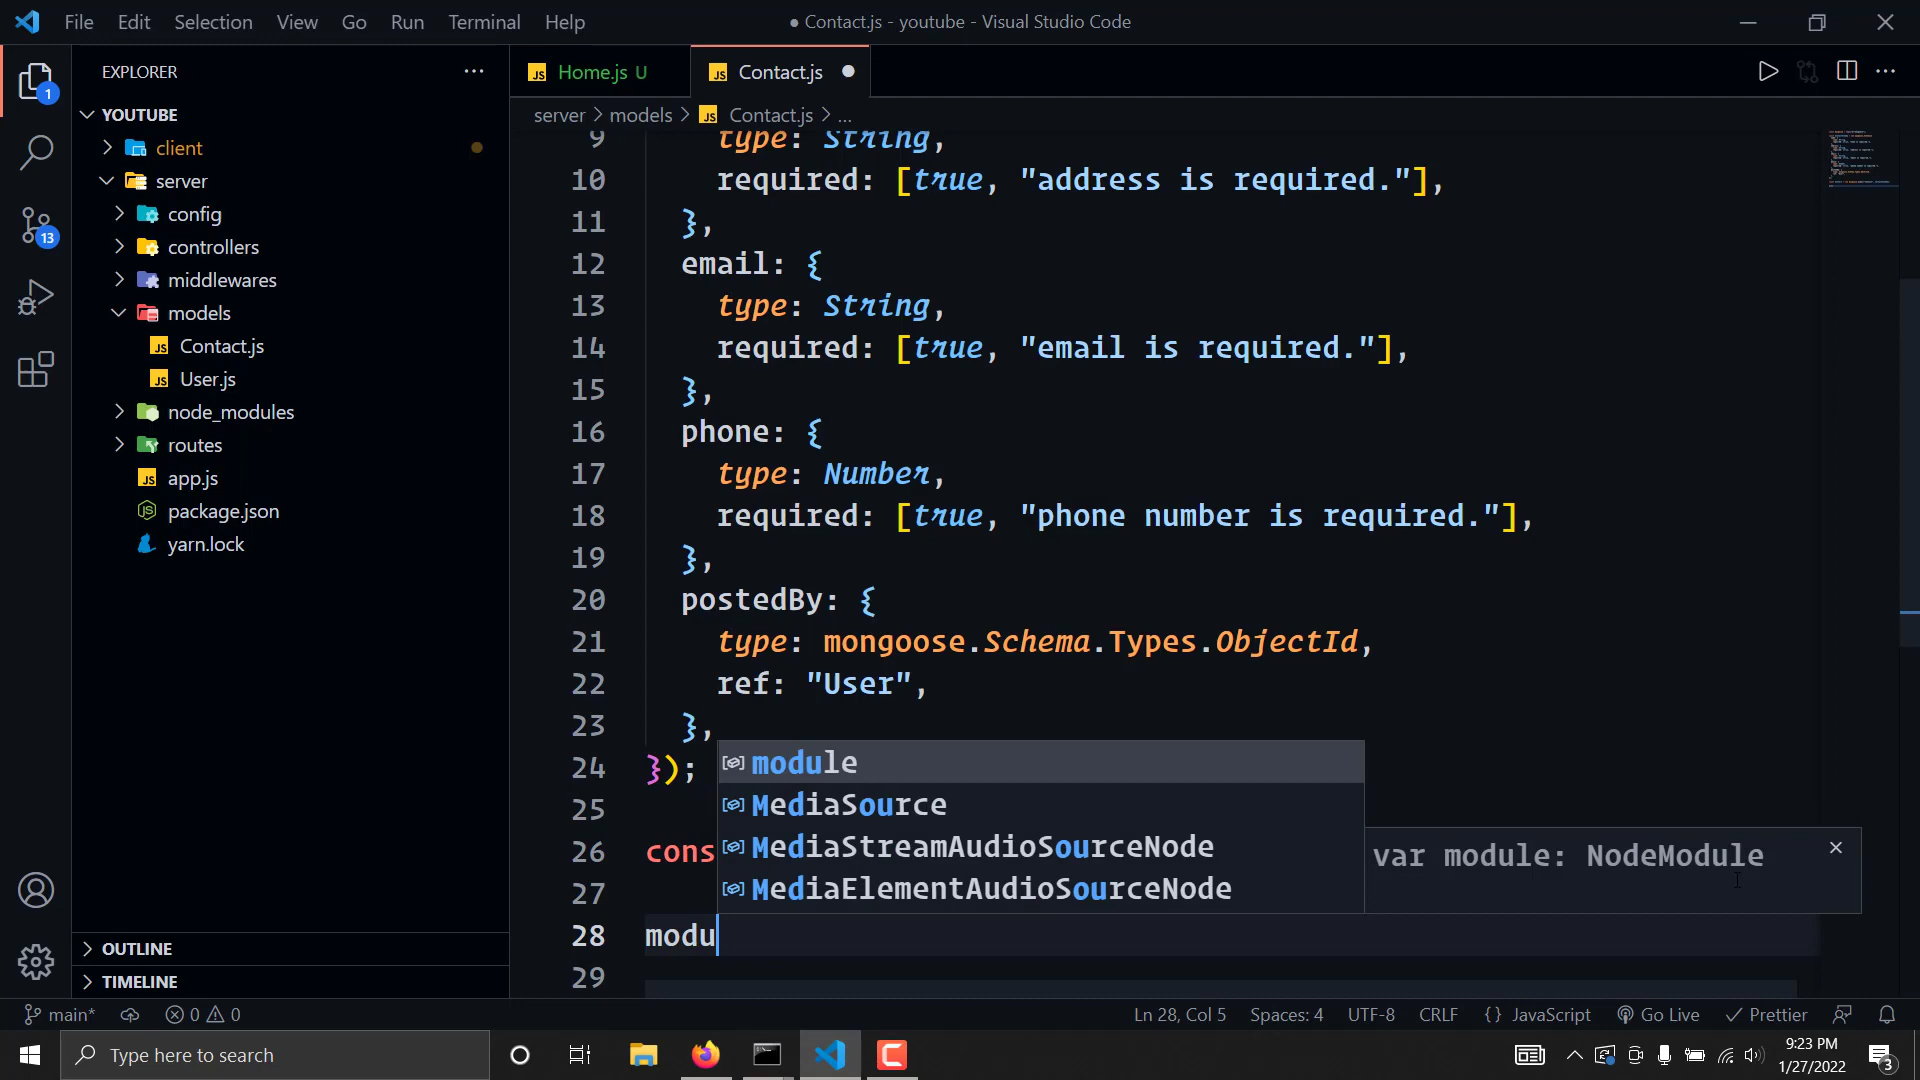 File Edit Selection View Go Run Terminal Help
● Contact.js - youtube - Visual Studio Code
EXPLORER
Home.js U
Contact.js
YOUTUBE
client
server
config
controllers
middlewares
models
Contact.js
User.js
node_modules
routes
app.js
package.json
yarn.lock
OUTLINE
TIMELINE
1
13
server > models > Contact.js > ...
9 type: String,
10 required: [true, "address is required."],
11 },
12 email: {
13 type: String,
14 required: [true, "email is required."],
15 },
16 phone: {
17 type: Number,
18 required: [true, "phone number is required."],
19 },
20 postedBy: {
21 type: mongoose.Schema.Types.ObjectId,
22 ref: "User",
23 },
24 });
25
26 cons
27
28 modu
29
module
MediaSource
MediaStreamAudioSourceNode
MediaElementAudioSourceNode
var module: NodeModule
main* 0 0
Ln 28, Col 5 Spaces: 4 UTF-8 CRLF {} JavaScript Go Live Prettier
Type here to search
9:23 PM
1/27/2022
3